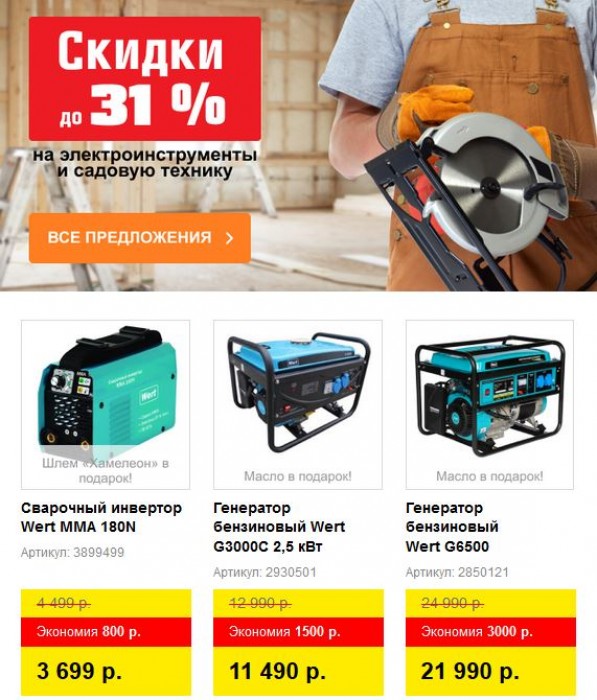 Скидки
до 31 %
на электроинструменты
и садовую технику
ВСЕ ПРЕДЛОЖЕНИЯ
Wert
Шлем «Хамелеон» в
подарок!
Сварочный инвертор
Wert MMA 180N
Артикул: 3899499
4 499 р.
Экономия 800 р.
3 699 р.
Масло в подарок!
Генератор
бензиновый Wert
G3000C 2,5 кВт
Артикул: 2930501
12 990 р.
Экономия 1500 р.
11 490 р.
Масло в подарок!
Генератор
бензиновый
Wert G6500
Артикул: 2850121
24 990 р.
Экономия 3000 р.
21 990 р.